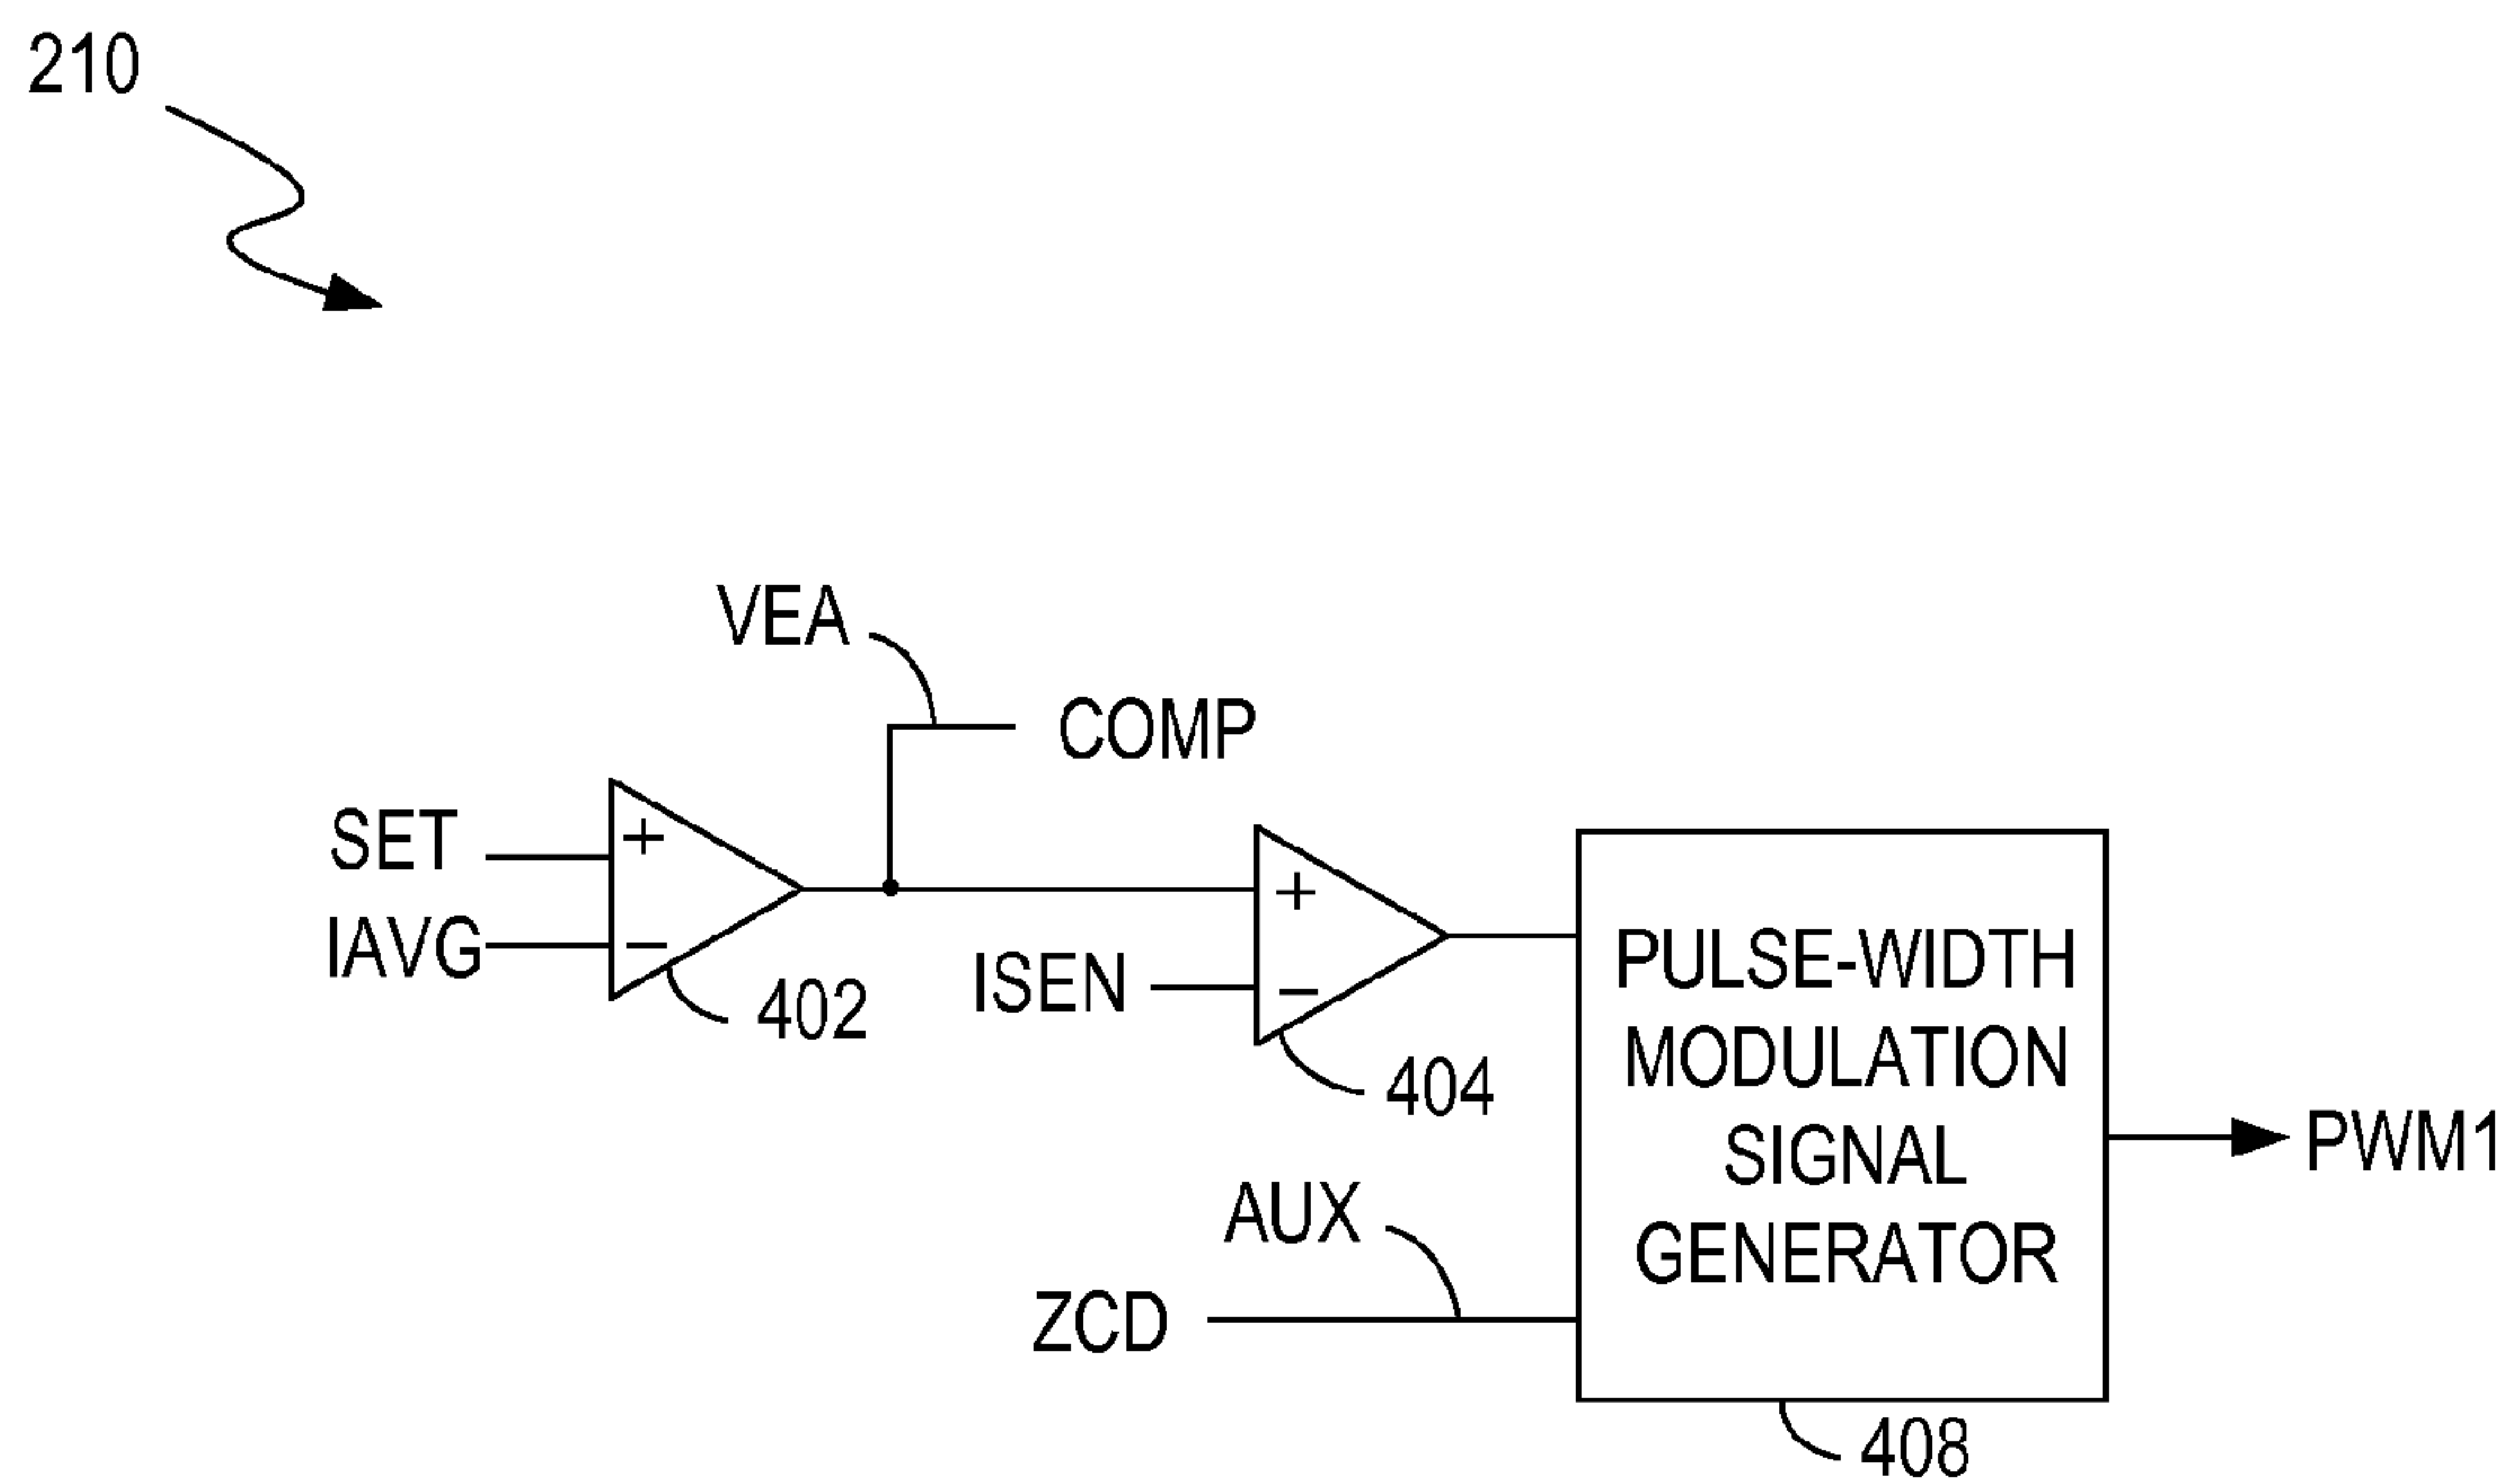 210
VEA
COMP
SET
+
IAVG
−
402
+
ISEN
−
404
PULSE-WIDTH
MODULATION
SIGNAL
GENERATOR
PWM1
AUX
ZCD
408